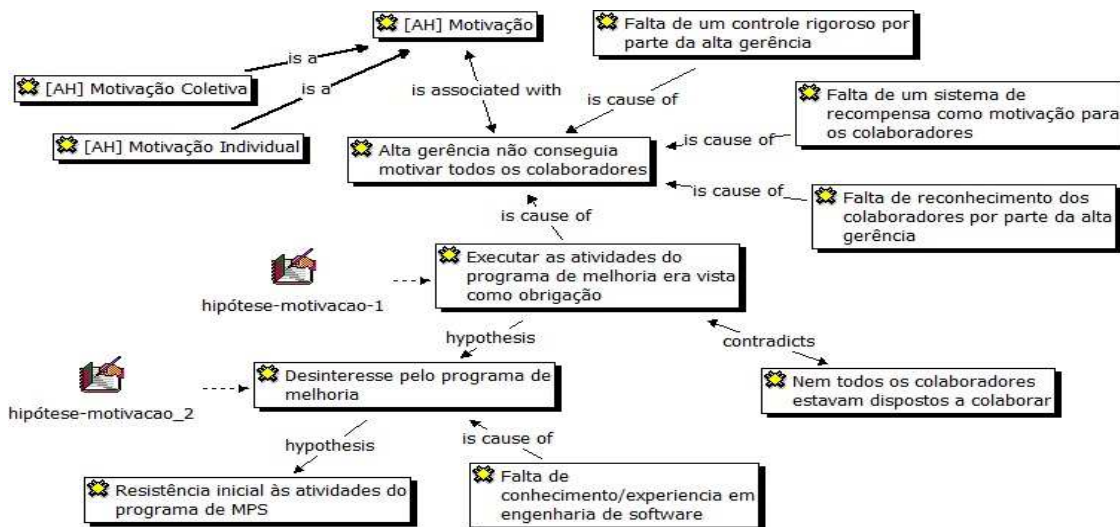 [AH] Motivação
Falta de um controle rigoroso por
parte da alta gerência
is a
[AH] Motivação Coletiva
is a
is associated with
is cause of
Falta de um sistema de
recompensa como motivação para
os colaboradores
[AH] Motivação Individual
is cause of
Alta gerência não conseguia
motivar todos os colaboradores
is cause of
Falta de reconhecimento dos
colaboradores por parte da alta
gerência
is cause of
Executar as atividades do
programa de melhoria era vista
como obrigação
hipótese-motivacao-1
hypothesis
contradicts
Desinteresse pelo programa de
melhoria
Nem todos os colaboradores
estavam dispostos a colaborar
hipótese-motivacao_2
hypothesis
is cause of
Resistência inicial às atividades do
programa de MPS
Falta de
conhecimento/experiencia em
engenharia de software